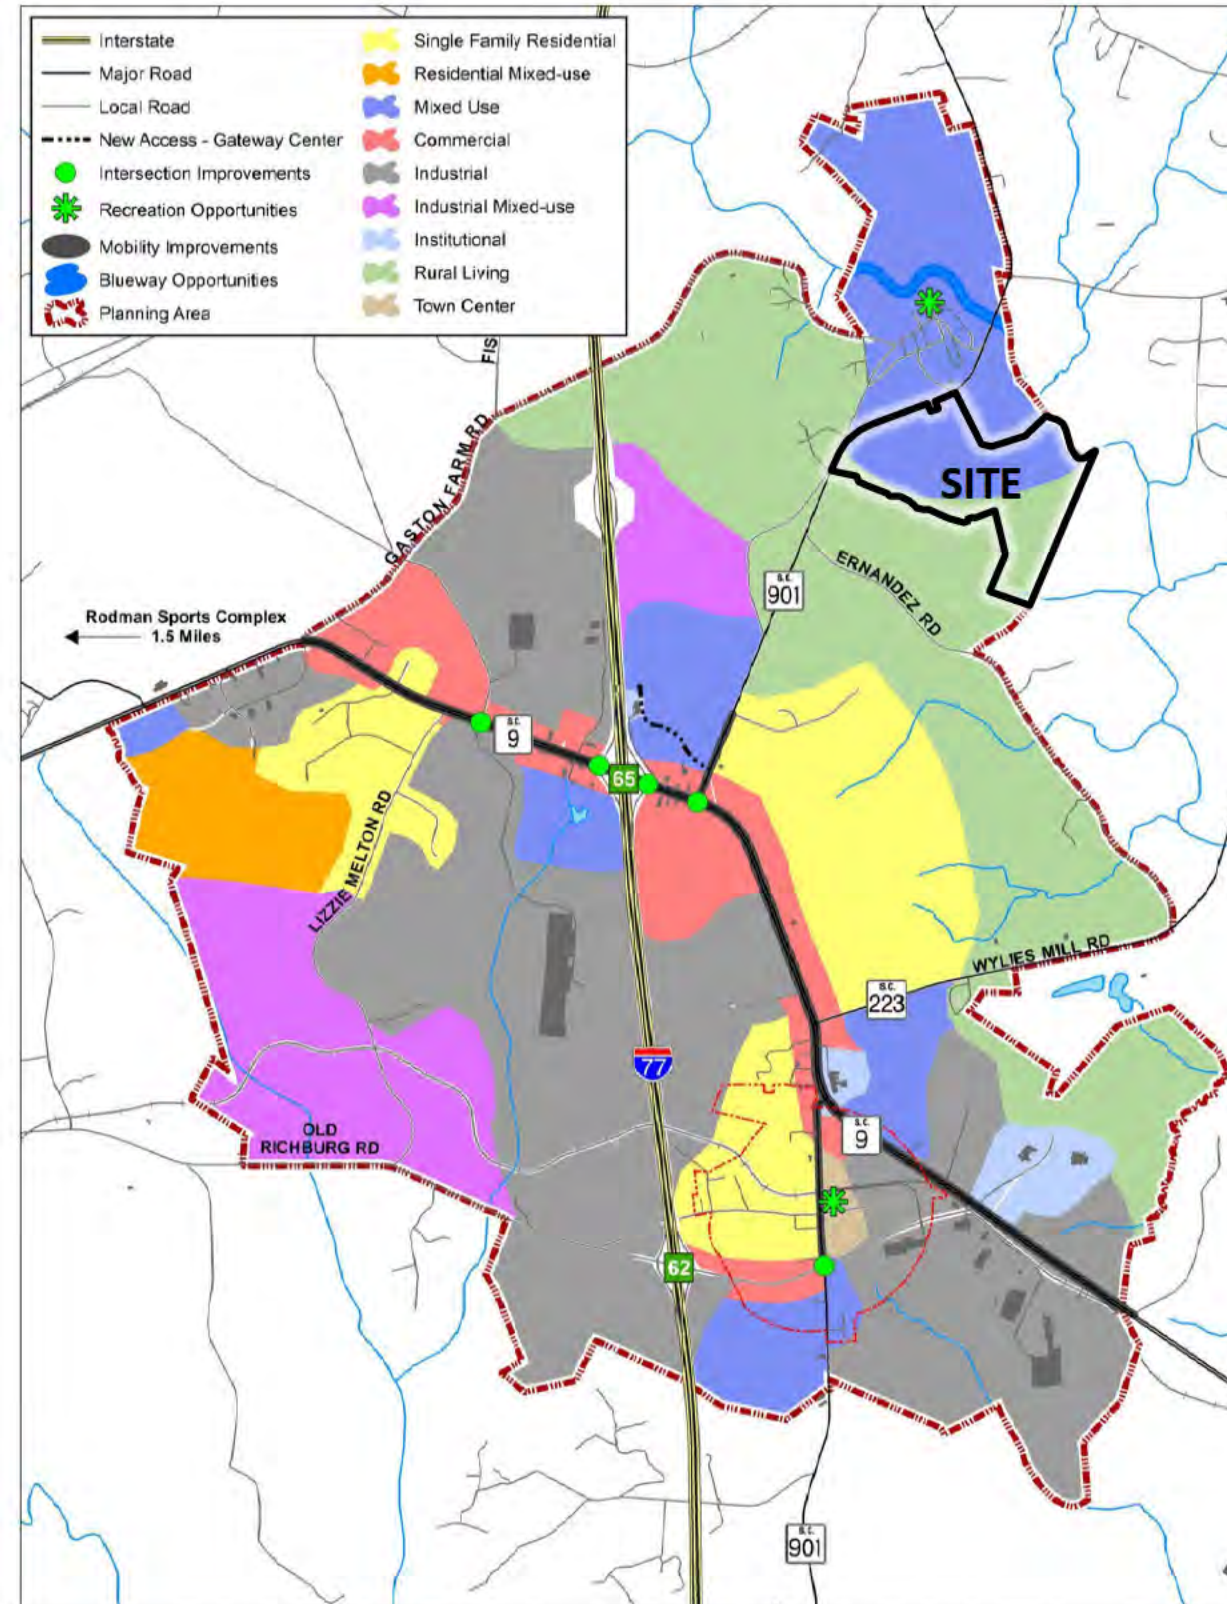 Interstate
Major Road
Local Road
New Access - Gateway Center
Intersection Improvements
Recreation Opportunities
Mobility Improvements
Blueway Opportunities
Planning Area
Single Family Residential
Residential Mixed-use
Mixed Use
Commercial
Industrial
Industrial Mixed-use
Institutional
Rural Living
Town Center
FIS
GASTON FARM RD
SITE
S.C.
901
ERNANDEZ RD
Rodman Sports Complex
1.5 Miles
S.C.
9
65
LIZZIE MELTON RD
WYLIES MILL RD
S.C.
223
77
OLD
RICHBURG RD
S.C.
9
62
S.C.
901